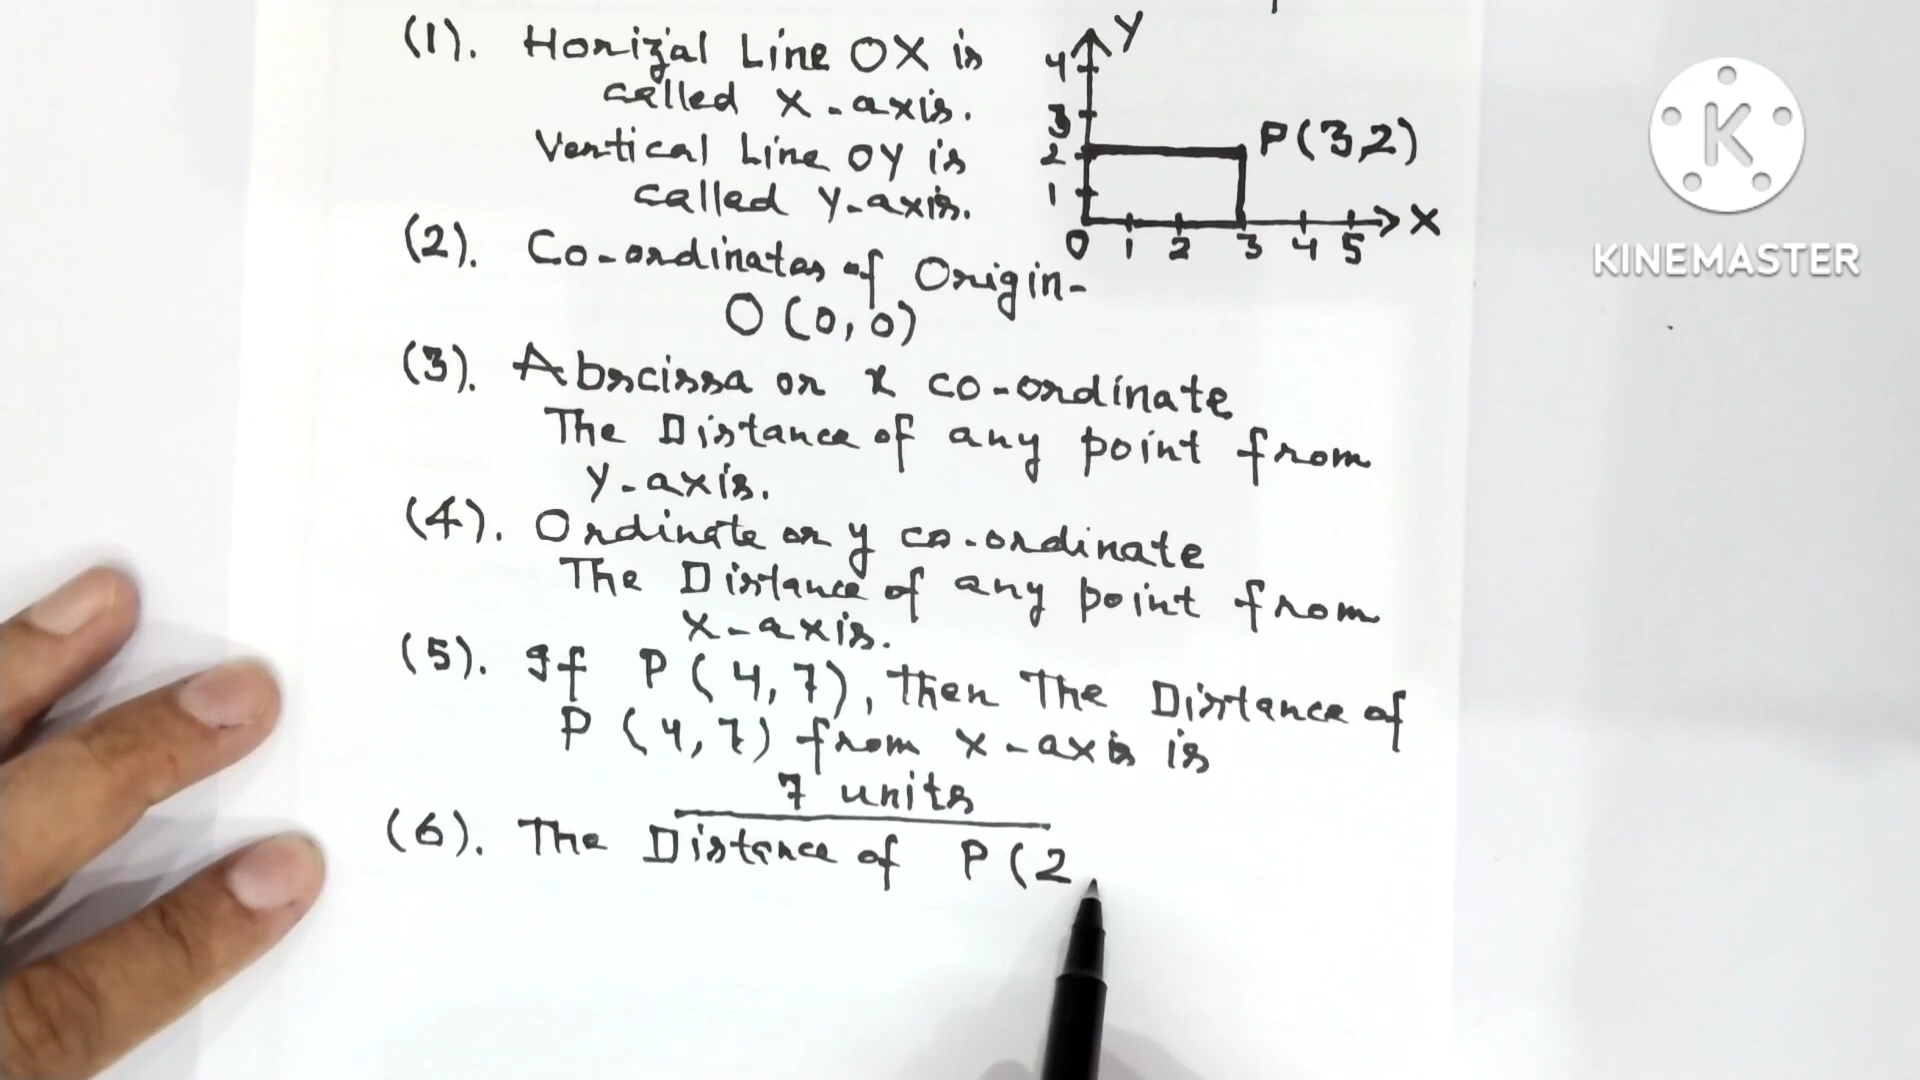 (1). Horizal Line OX is
called X-axis.
Vertical Line OY is
called Y-axis.
Y
4
3
2
1
P(3,2)
0 1 2 3 4 5 X
(2). Co-ordinates of Origin-
O (0,0)
(3). Abscissa or x co-ordinate
The Distance of any point from
Y-axis.
(4). Ordinate or y co-ordinate
The Distance of any point from
X-axis.
(5). If P(4,7), then The Distance of
P (4,7) from x-axis is
7 units
(6). The Distance of P(2
K
KINEMASTER